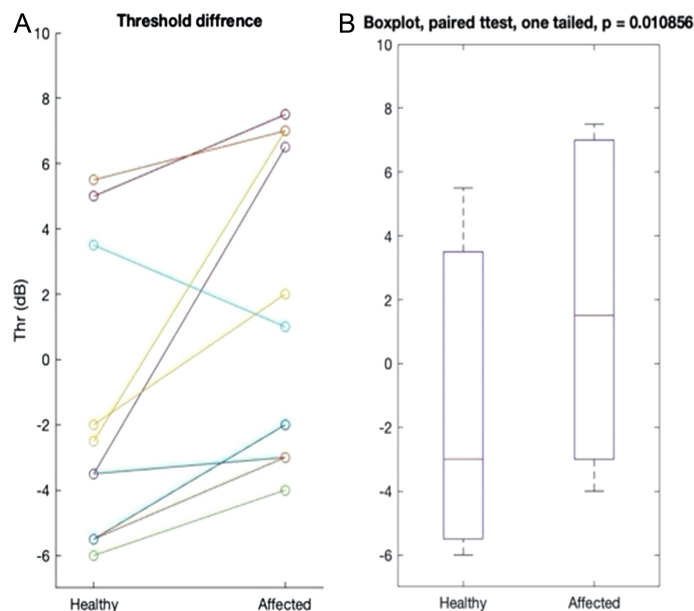 A
Threshold diffrence
Thr (dB)
10
8
6
4
2
0
-2
-4
-6
Healthy
Affected
B
Boxplot, paired ttest, one tailed, p = 0.010856
10
8
6
4
2
0
-2
-4
-6
Healthy
Affected